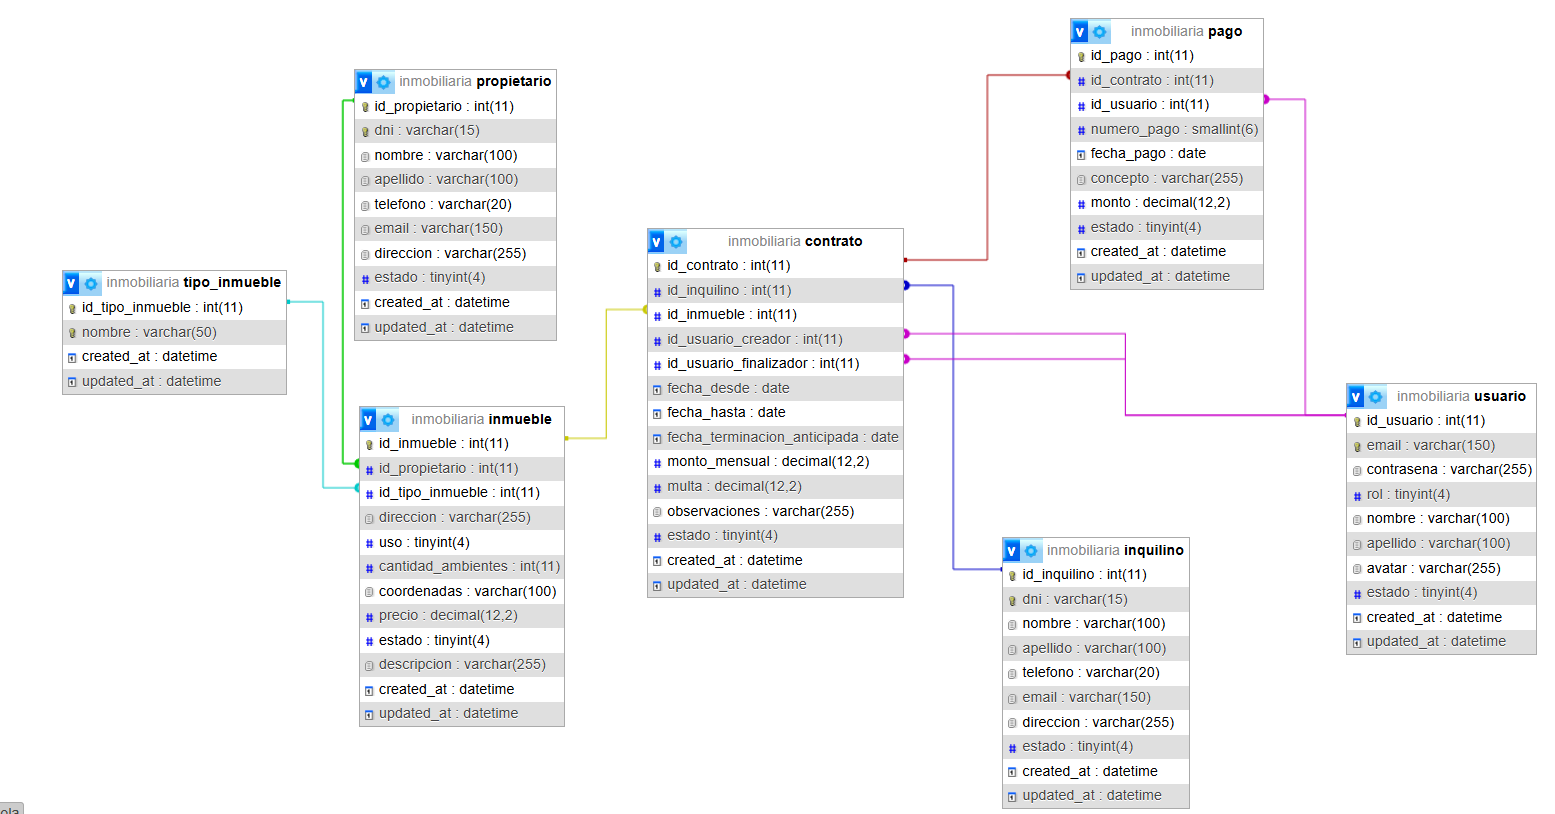 inmobiliaria tipo_inmueble
id_tipo_inmueble : int(11)
nombre : varchar(50)
created_at : datetime
updated_at : datetime
inmobiliaria propietario
id_propietario : int(11)
dni : varchar(15)
nombre : varchar(100)
apellido : varchar(100)
telefono : varchar(20)
email : varchar(150)
direccion : varchar(255)
estado : tinyint(4)
created_at : datetime
updated_at : datetime
inmobiliaria inmueble
id_inmueble : int(11)
id_propietario : int(11)
id_tipo_inmueble : int(11)
direccion : varchar(255)
uso : tinyint(4)
cantidad_ambientes : int(11)
coordenadas : varchar(100)
precio : decimal(12,2)
estado : tinyint(4)
descripcion : varchar(255)
created_at : datetime
updated_at : datetime
inmobiliaria contrato
id_contrato : int(11)
id_inquilino : int(11)
id_inmueble : int(11)
id_usuario_creador : int(11)
id_usuario_finalizador : int(11)
fecha_desde : date
fecha_hasta : date
fecha_terminacion_anticipada : date
monto_mensual : decimal(12,2)
multa : decimal(12,2)
observaciones : varchar(255)
estado : tinyint(4)
created_at : datetime
updated_at : datetime
inmobiliaria pago
id_pago : int(11)
id_contrato : int(11)
id_usuario : int(11)
numero_pago : smallint(6)
fecha_pago : date
concepto : varchar(255)
monto : decimal(12,2)
estado : tinyint(4)
created_at : datetime
updated_at : datetime
inmobiliaria inquilino
id_inquilino : int(11)
dni : varchar(15)
nombre : varchar(100)
apellido : varchar(100)
telefono : varchar(20)
email : varchar(150)
direccion : varchar(255)
estado : tinyint(4)
created_at : datetime
updated_at : datetime
inmobiliaria usuario
id_usuario : int(11)
email : varchar(150)
contrasena : varchar(255)
rol : tinyint(4)
nombre : varchar(100)
apellido : varchar(100)
avatar : varchar(255)
estado : tinyint(4)
created_at : datetime
updated_at : datetime